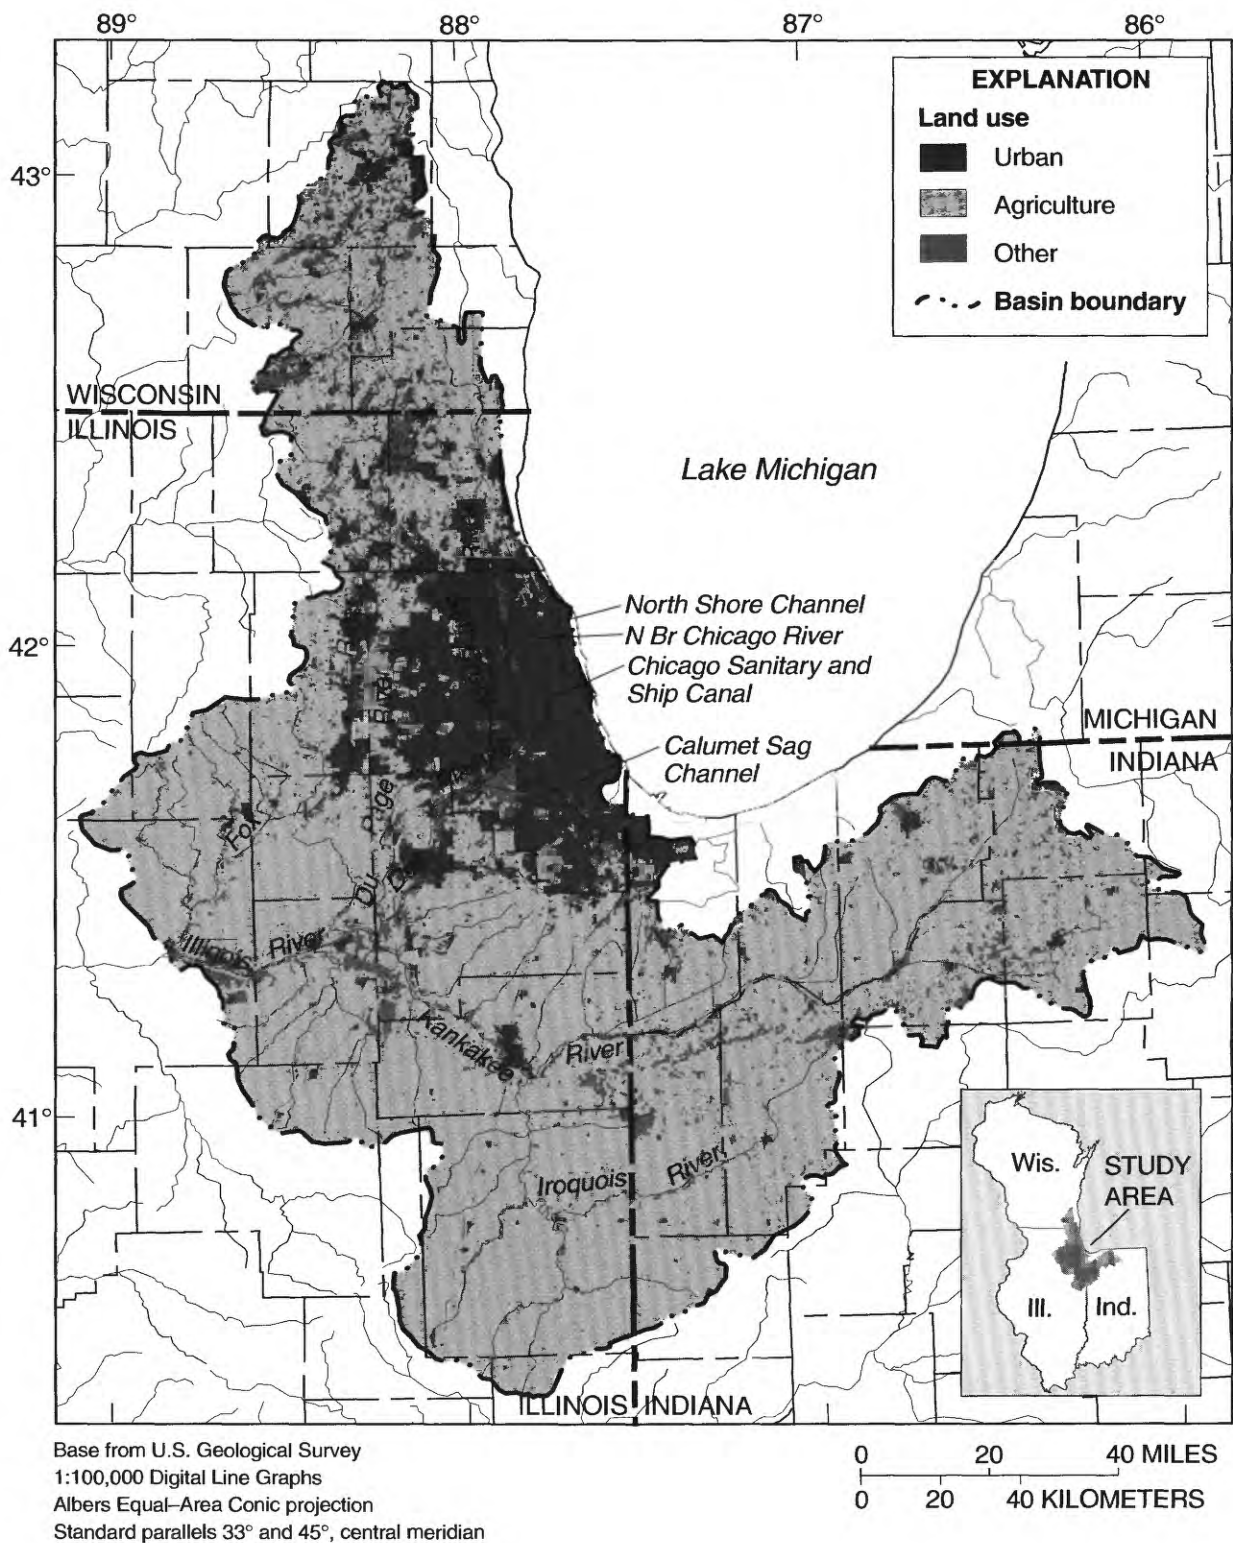 89° 88° 87° 86°
EXPLANATION
Land use
Urban
Agriculture
Other
Basin boundary
43°
WISCONSIN
ILLINOIS
Lake Michigan
North Shore Channel
42°
N Br Chicago River
Chicago Sanitary and
Ship Canal
MICHIGAN
INDIANA
Calumet Sag
Channel
Fox
River
Du
Page
River
Illinois River
Kankakee River
41°
Iroquois River
Wis.
STUDY
AREA
Ill.
Ind.
ILLINOIS INDIANA
Base from U.S. Geological Survey
1:100,000 Digital Line Graphs
Albers Equal–Area Conic projection
Standard parallels 33° and 45°, central meridian
0 20 40 MILES
0 20 40 KILOMETERS